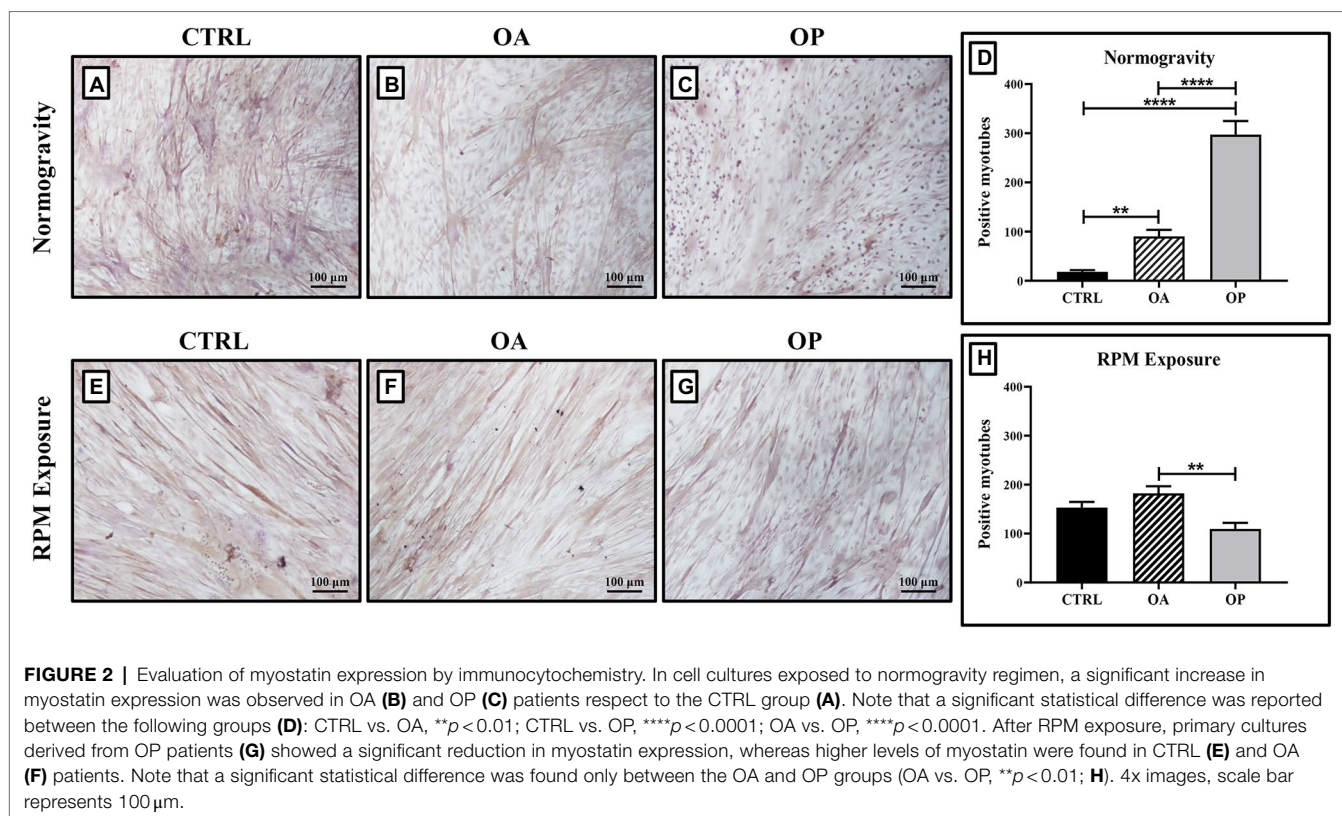 CTRL OA OP
Normogravity
A
100 µm
B
100 µm
C
100 µm
D
Normogravity
Positive myotubes
400
300
200
100
0
****
****
**
CTRL OA OP
CTRL OA OP
RPM Exposure
E
100 µm
F
100 µm
G
100 µm
H
RPM Exposure
Positive myotubes
400
300
200
100
0
**
CTRL OA OP
FIGURE 2 | Evaluation of myostatin expression by immunocytochemistry. In cell cultures exposed to normogravity regimen, a significant increase in
myostatin expression was observed in OA (B) and OP (C) patients respect to the CTRL group (A). Note that a significant statistical difference was reported
between the following groups (D): CTRL vs. OA, **p < 0.01; CTRL vs. OP, ****p < 0.0001; OA vs. OP, ****p < 0.0001. After RPM exposure, primary cultures
derived from OP patients (G) showed a significant reduction in myostatin expression, whereas higher levels of myostatin were found in CTRL (E) and OA
(F) patients. Note that a significant statistical difference was found only between the OA and OP groups (OA vs. OP, **p < 0.01; H). 4x images, scale bar
represents 100 μm.